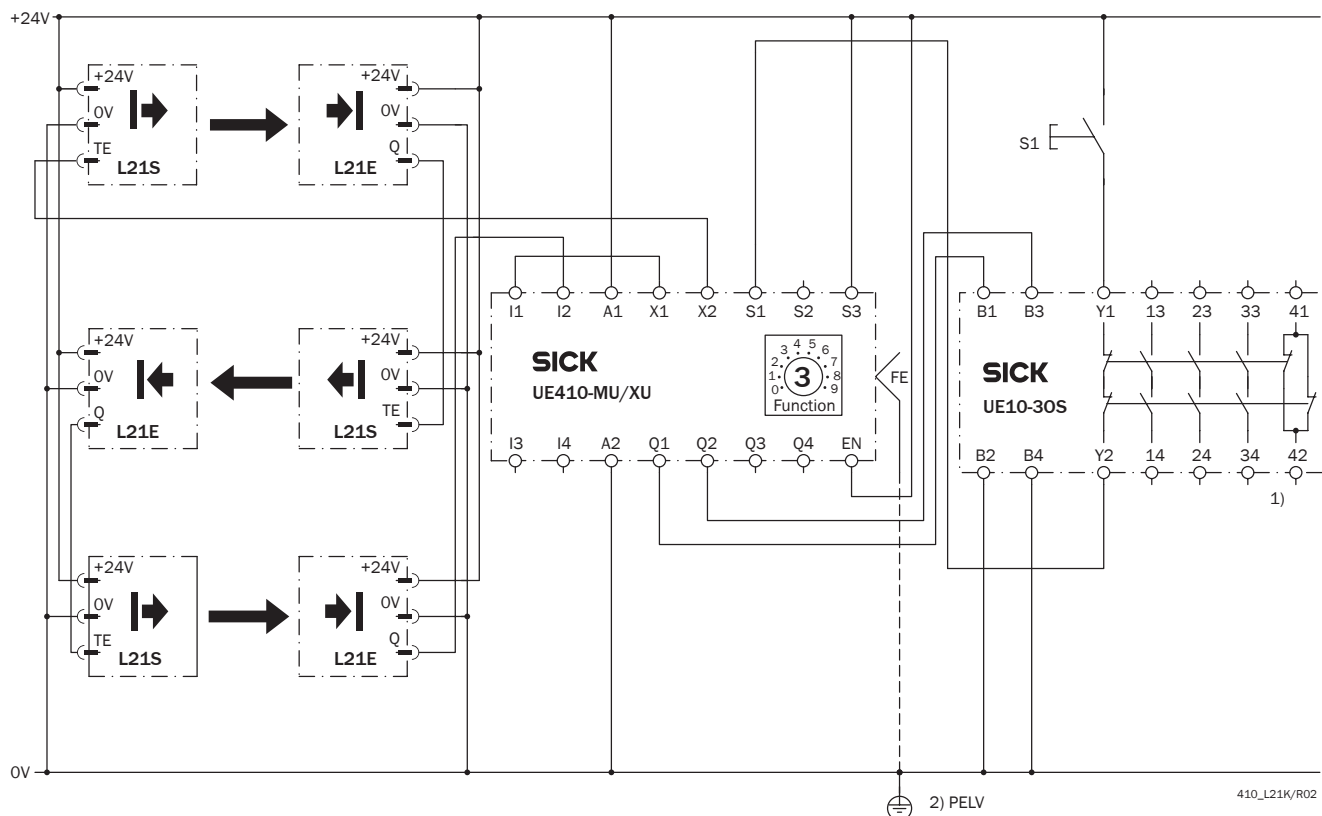 +24V
+24V
0V
TE
L21S
+24V
0V
Q
L21E
S1
+24V
0V
Q
L21E
+24V
0V
TE
L21S
I1 I2 A1 X1 X2 S1 S2 S3
SICK
UE410-MU/XU
0 1 2 3 4 5 6 7 8 9
3
Function
FE
I3 I4 A2 Q1 Q2 Q3 Q4 EN
B1 B3 Y1 13 23 33 41
SICK
UE10-3OS
B2 B4 Y2 14 24 34 42
1)
+24V
0V
TE
L21S
+24V
0V
Q
L21E
0V
2) PELV
410_L21K/R02